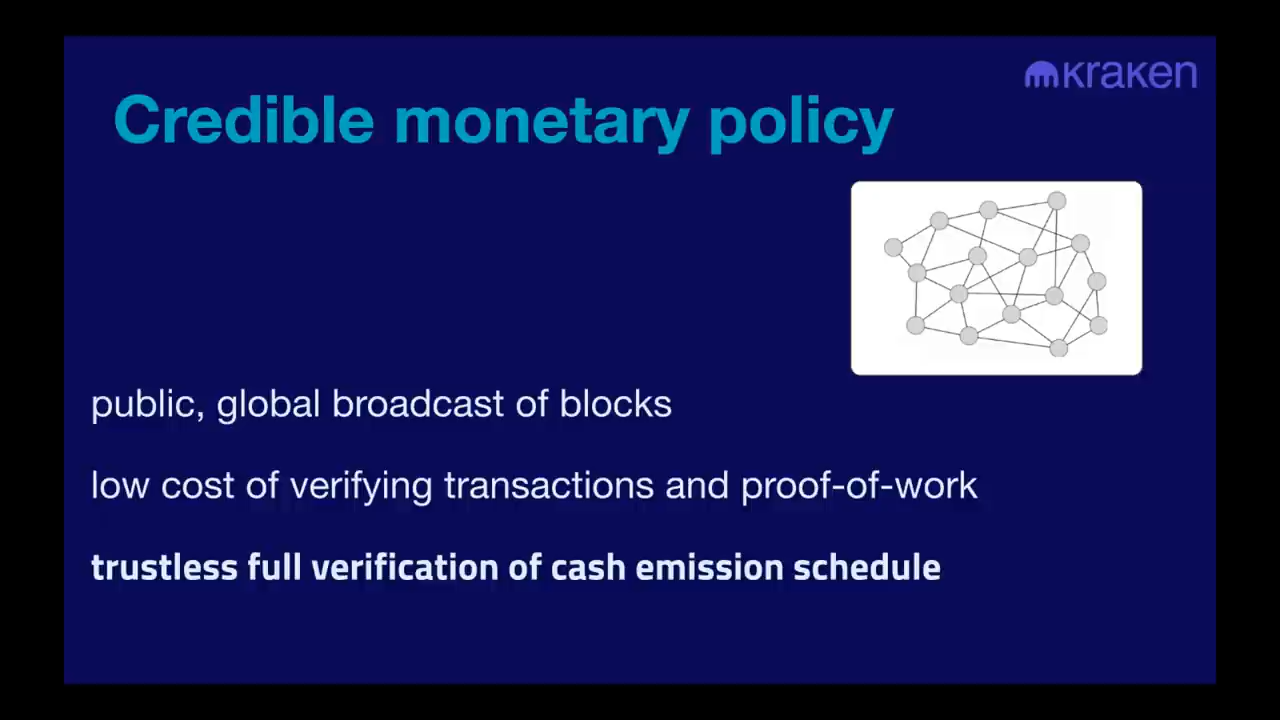 kraken
Credible monetary policy
public, global broadcast of blocks
low cost of verifying transactions and proof-of-work
trustless full verification of cash emission schedule